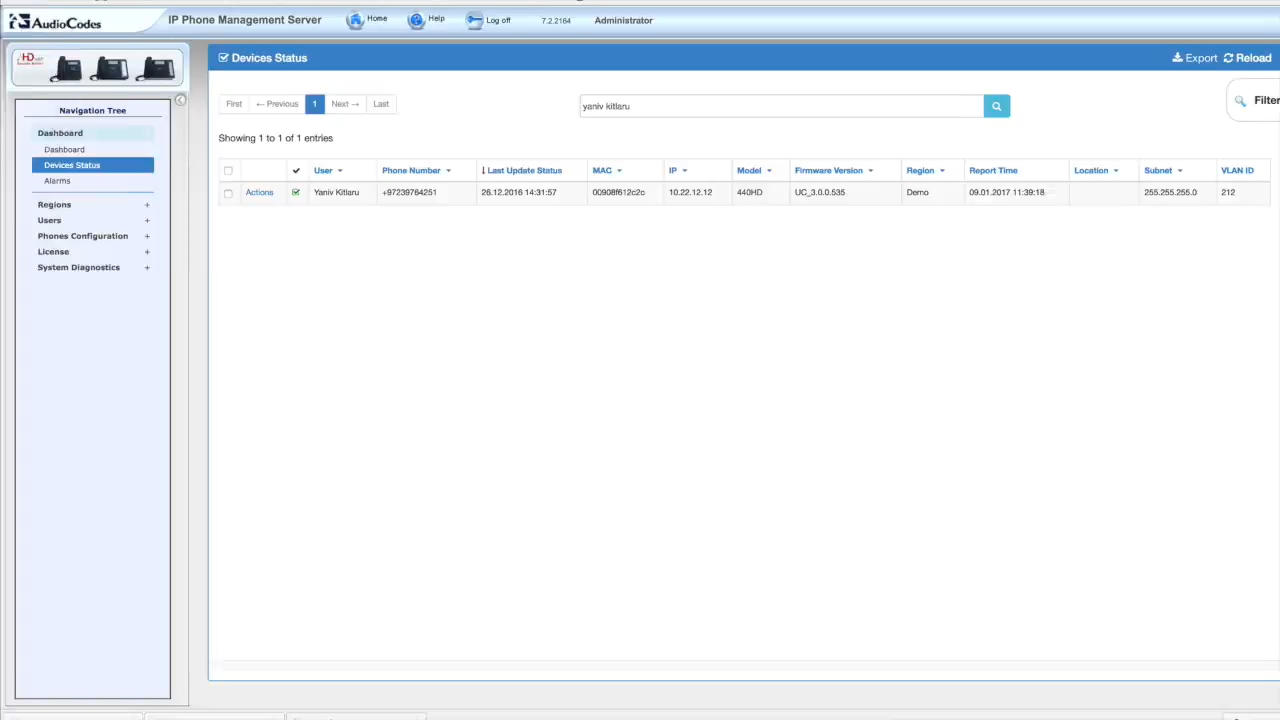 AudioCodes
IP Phone Management Server
Home
Help
Log off
7.2.2164
Administrator
HD
Navigation Tree
Dashboard
Dashboard
Devices Status
Alarms
Regions +
Users +
Phones Configuration +
License +
System Diagnostics +
Devices Status
Export
Reload
First
← Previous
1
Next →
Last
yaniv kitlaru
Filter
Showing 1 to 1 of 1 entries
User Phone Number Last Update Status MAC IP Model Firmware Version Region Report Time Location Subnet VLAN ID
Actions Yaniv Kitlaru +97239764251 26.12.2016 14:31:57 00908f612c2c 10.22.12.12 440HD UC_3.0.0.535 Demo 09.01.2017 11:39:18 255.255.255.0 212